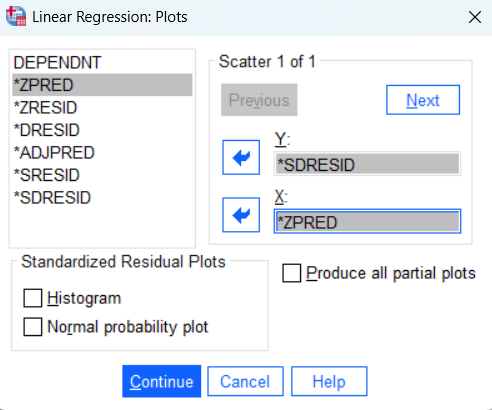 Linear Regression: Plots
DEPENDNT
*ZPRED
*ZRESID
*DRESID
*ADJPRED
*SRESID
*SDRESID
Scatter 1 of 1
Previous
Next
Y:
*SDRESID
X:
*ZPRED
Standardized Residual Plots
Histogram
Normal probability plot
Produce all partial plots
Continue
Cancel
Help